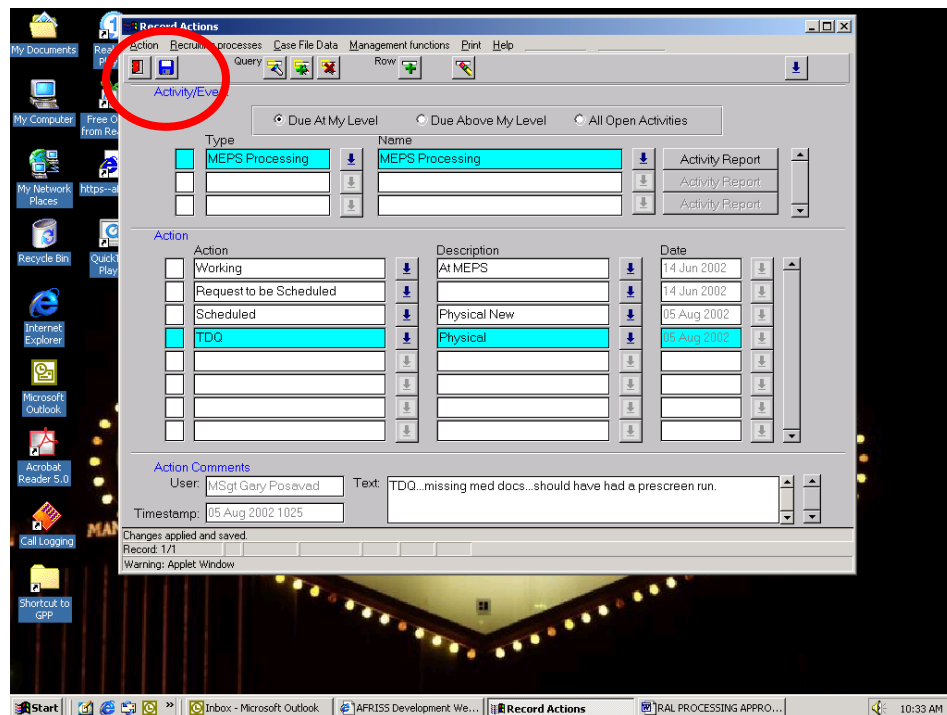 My Documents
Record Actions
Action Recruiting processes Case File Data Management functions Print Help
Query Row
Activity/Event
My Computer
Due At My Level Due Above My Level All Open Activities
Type Name
MEPS Processing MEPS Processing Activity Report
Activity Report
Activity Report
My Network Places
https--al
Recycle Bin
Action
Action Description Date
Working At MEPS 14 Jun 2002
Request to be Scheduled 14 Jun 2002
Scheduled Physical New 05 Aug 2002
TDQ Physical 05 Aug 2002
Internet Explorer
Microsoft Outlook
Acrobat Reader 5.0
Action Comments
User: MSgt Gary Posavad Text: TDQ...missing med docs...should have had a prescreen run.
Timestamp: 05 Aug 2002 1025
Call Logging
MAN
Changes applied and saved.
Record: 1/1
Warning: Applet Window
Shortcut to GPP
Start Inbox - Microsoft Outlook AFRISS Development We... Record Actions RAL PROCESSING APPRO... 10:33 AM